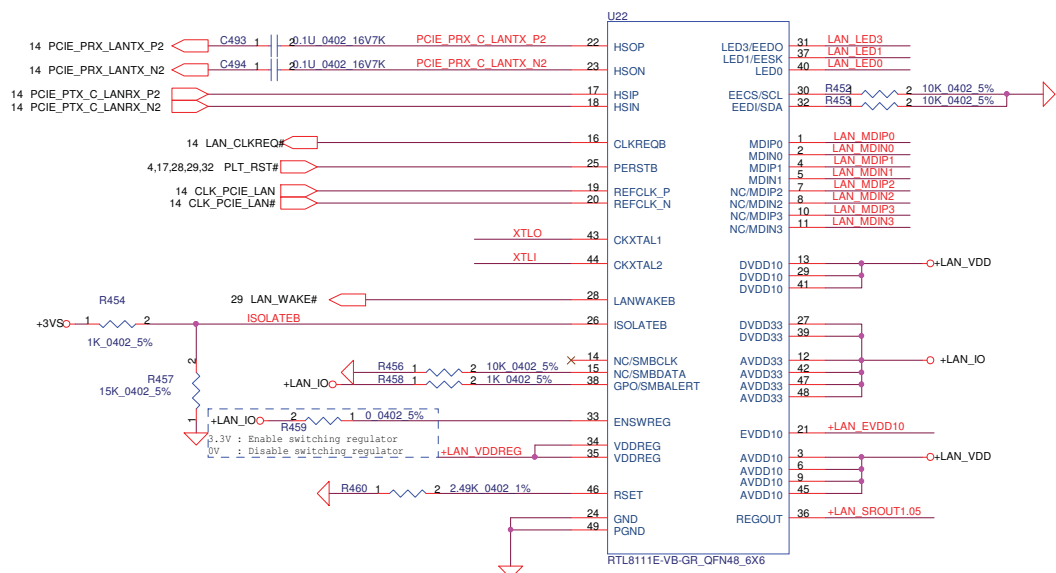 U22
14 PCIE_PRX_LANTX_P2 C493 1 2 0.1U_0402_16V7K PCIE_PRX_C_LANTX_P2 22 HSOP
14 PCIE_PRX_LANTX_N2 C494 1 2 0.1U_0402_16V7K PCIE_PRX_C_LANTX_N2 23 HSON
14 PCIE_PTX_C_LANRX_P2 17 HSIP
14 PCIE_PTX_C_LANRX_N2 18 HSIN
14 LAN_CLKREQ# 16 CLKREQB
4,17,28,29,32 PLT_RST# 25 PERSTB
14 CLK_PCIE_LAN 19 REFCLK_P
14 CLK_PCIE_LAN# 20 REFCLK_N
XTLO 43 CKXTAL1
XTLI 44 CKXTAL2
29 LAN_WAKE# 28 LANWAKEB
+3VS 1 R454 2 ISOLATEB 26 ISOLATEB
1K_0402_5%
2 R457 1
15K_0402_5%
14 NC/SMBCLK
R456 1 2 10K_0402_5% 15 NC/SMBDATA
+LAN_IO R458 1 2 1K_0402_5% 38 GPO/SMBALERT
+LAN_IO 2 R459 1 0_0402_5% 33 ENSWREG
3.3V : Enable switching regulator
0V : Disable switching regulator
+LAN_VDDREG
34 VDDREG
35 VDDREG
R460 1 2 2.49K_0402_1% 46 RSET
24 GND
49 PGND
LED3/EEDO 31 LAN_LED3
LED1/EESK 37 LAN_LED1
LED0 40 LAN_LED0
EECS/SCL 30 R452 1 2 10K_0402_5%
EEDI/SDA 32 R453 1 2 10K_0402_5%
MDIP0 1 LAN_MDIP0
MDIN0 2 LAN_MDIN0
MDIP1 4 LAN_MDIP1
MDIN1 5 LAN_MDIN1
NC/MDIP2 7 LAN_MDIP2
NC/MDIN2 8 LAN_MDIN2
NC/MDIP3 10 LAN_MDIP3
NC/MDIN3 11 LAN_MDIN3
DVDD10 13 +LAN_VDD
DVDD10 29
DVDD10 41
DVDD33 27
DVDD33 39
AVDD33 12 +LAN_IO
AVDD33 42
AVDD33 47
AVDD33 48
EVDD10 21 +LAN_EVDD10
AVDD10 3 +LAN_VDD
AVDD10 6
AVDD10 9
AVDD10 45
REGOUT 36 +LAN_SROUT1.05
RTL8111E-VB-GR_QFN48_6X6